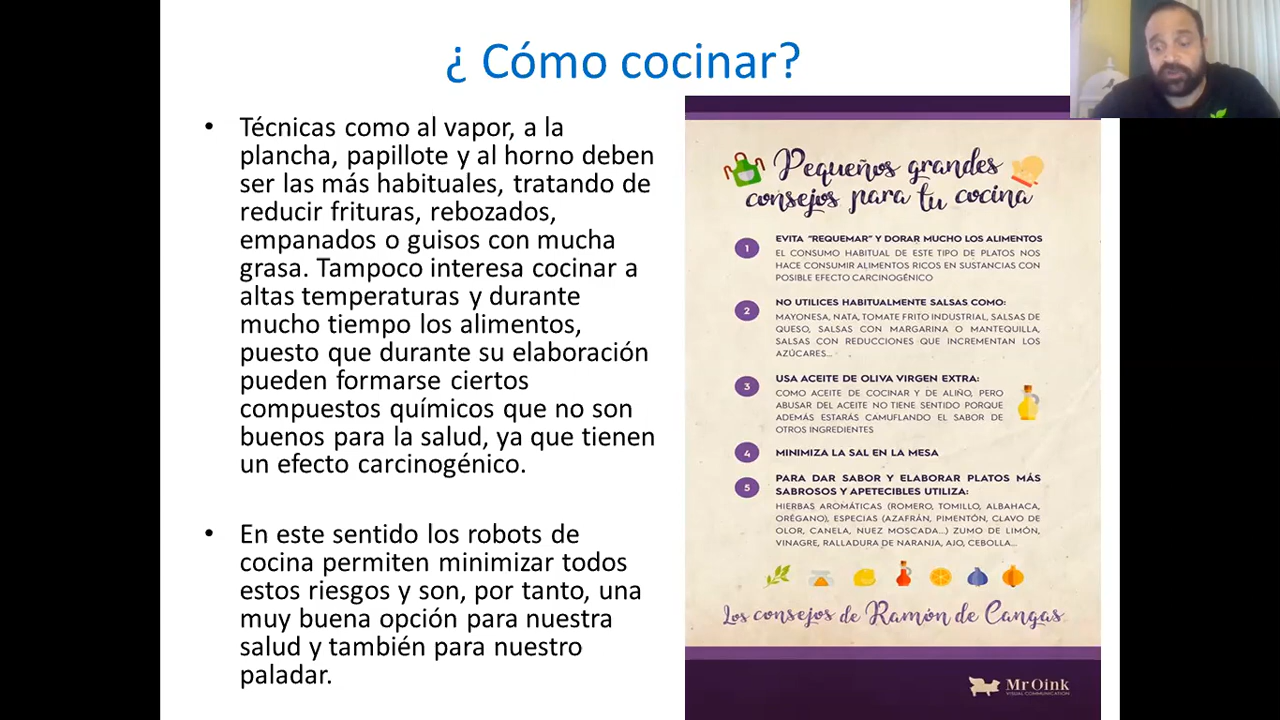 ¿ Cómo cocinar?
• Técnicas como al vapor, a la
plancha, papillote y al horno deben
ser las más habituales, tratando de
reducir frituras, rebozados,
empanados o guisos con mucha
grasa. Tampoco interesa cocinar a
altas temperaturas y durante
mucho tiempo los alimentos,
puesto que durante su elaboración
pueden formarse ciertos
compuestos químicos que no son
buenos para la salud, ya que tienen
un efecto carcinogénico.
• En este sentido los robots de
cocina permiten minimizar todos
estos riesgos y son, por tanto, una
muy buena opción para nuestra
salud y también para nuestro
paladar.
Pequeños grandes
consejos para tu cocina
1 EVITA "REQUEMAR" Y DORAR MUCHO LOS ALIMENTOS
EL CONSUMO HABITUAL DE ESTE TIPO DE PLATOS NOS
HACE CONSUMIR ALIMENTOS RICOS EN SUSTANCIAS CON
POSIBLE EFECTO CARCINOGÉNICO
2 NO UTILICES HABITUALMENTE SALSAS COMO:
MAYONESA, NATA, TOMATE FRITO INDUSTRIAL, SALSAS DE
QUESO, SALSAS CON MARGARINA O MANTEQUILLA,
SALSAS CON REDUCCIONES QUE INCREMENTAN LOS
AZÚCARES...
3 USA ACEITE DE OLIVA VIRGEN EXTRA:
COMO ACEITE DE COCINAR Y DE ALIÑO, PERO
ABUSAR DEL ACEITE NO TIENE SENTIDO PORQUE
ADEMÁS ESTARÁS CAMUFLANDO EL SABOR DE
OTROS INGREDIENTES
4 MINIMIZA LA SAL EN LA MESA
5 PARA DAR SABOR Y ELABORAR PLATOS MÁS
SABROSOS Y APETECIBLES UTILIZA:
HIERBAS AROMÁTICAS (ROMERO, TOMILLO, ALBAHACA,
ORÉGANO), ESPECIAS (AZAFRÁN, PIMENTÓN, CLAVO DE
OLOR, CANELA, NUEZ MOSCADA...) ZUMO DE LIMÓN,
VINAGRE, RALLADURA DE NARANJA, AJO, CEBOLLA...
Los consejos de Ramón de Cangas
Mr Oink
VISUAL COMMUNICATION